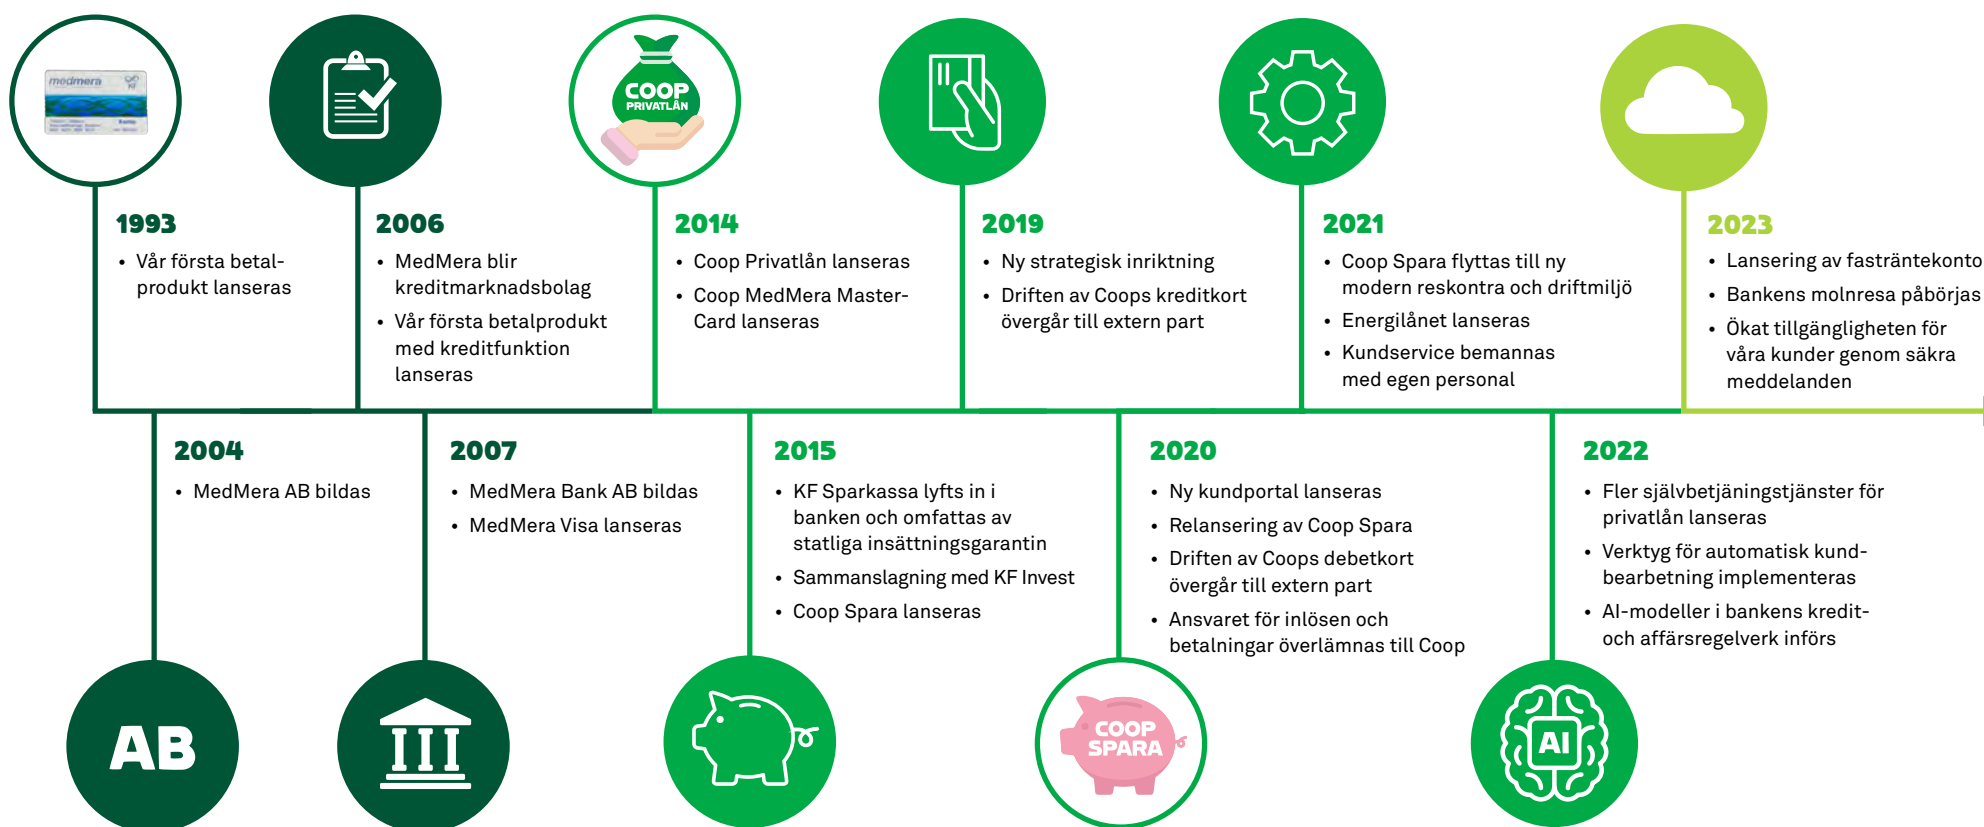 medmera
KF
COOP
PRIVATLÅN
1993
• Vår första betal-
produkt lanseras
2006
• MedMera blir
kreditmarknadsbolag
• Vår första betalprodukt
med kreditfunktion
lanseras
2014
• Coop Privatlån lanseras
• Coop MedMera Master-
Card lanseras
2019
• Ny strategisk inriktning
• Driften av Coops kreditkort
övergår till extern part
2021
• Coop Spara flyttas till ny
modern reskontra och driftmiljö
• Energilånet lanseras
• Kundservice bemannas
med egen personal
2023
• Lansering av fasträntekonto
• Bankens molnresa påbörjas
• Ökat tillgängligheten för
våra kunder genom säkra
meddelanden
2004
• MedMera AB bildas
2007
• MedMera Bank AB bildas
• MedMera Visa lanseras
2015
• KF Sparkassa lyfts in i
banken och omfattas av
statliga insättningsgarantin
• Sammanslagning med KF Invest
• Coop Spara lanseras
2020
• Ny kundportal lanseras
• Relansering av Coop Spara
• Driften av Coops debetkort
övergår till extern part
• Ansvaret för inlösen och
betalningar överlämnas till Coop
2022
• Fler självbetjäningstjänster för
privatlån lanseras
• Verktyg för automatisk kund-
bearbetning implementeras
• AI-modeller i bankens kredit-
och affärsregelverk införs
AB
COOP
SPARA
AI